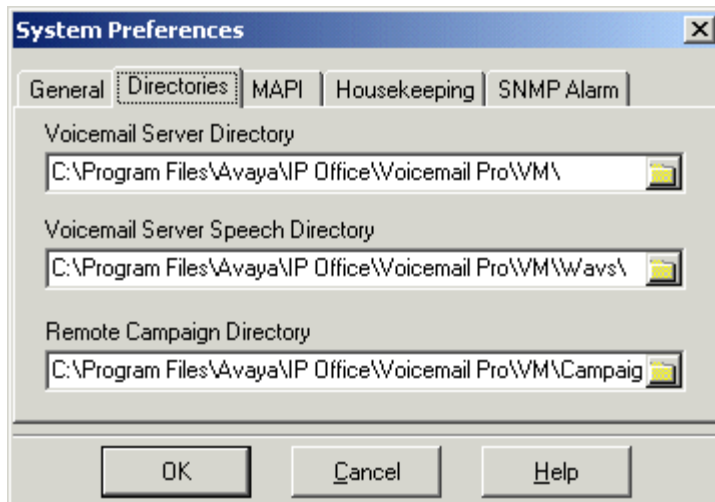 System Preferences
General Directories MAPI Housekeeping SNMP Alarm
Voicemail Server Directory
C:\Program Files\Avaya\IP Office\Voicemail Pro\VM\
Voicemail Server Speech Directory
C:\Program Files\Avaya\IP Office\Voicemail Pro\VM\Wavs\
Remote Campaign Directory
C:\Program Files\Avaya\IP Office\Voicemail Pro\VM\Campaig
OK Cancel Help